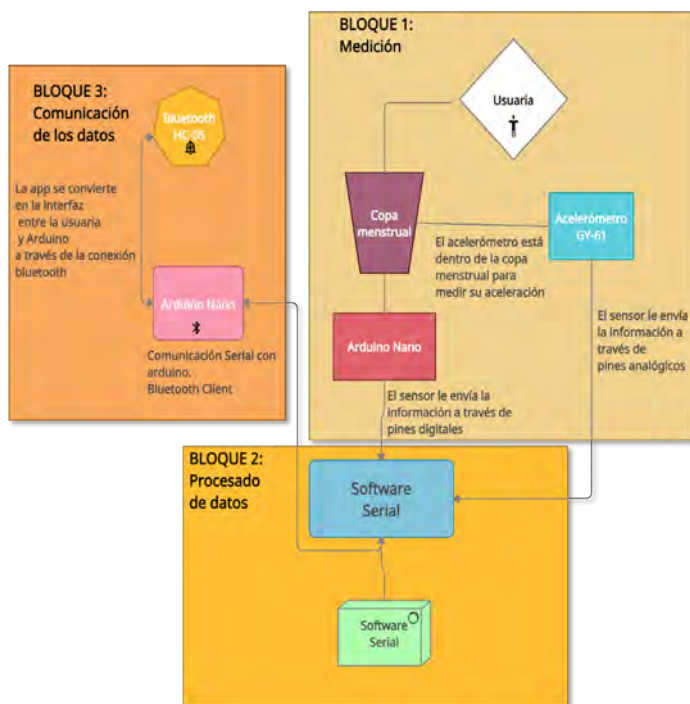 BLOQUE 1:
Medición
Usuaria
Copa
menstrual
Acelerómetro
GY-61
El acelerómetro está
dentro de la copa
menstrual para
medir su aceleración
El sensor le envía
la información a
través de
pines analógicos
Arduino Nano
El sensor le envía la
información a través de
pines digitales
BLOQUE 3:
Comunicación
de los datos
Bluetooth
HC-05
La app se convierte
en la interfaz
entre la usuaria
y Arduino
a través de la conexión
bluetooth
Arduino Nano
Comunicación Serial con
arduino.
Bluetooth Client
BLOQUE 2:
Procesado
de datos
Software
Serial
Software
Serial